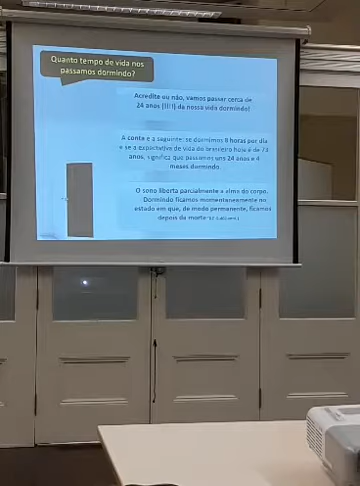 Quanto tempo de vida nos
passamos dormindo?
Acredite ou não, vamos passar cerca de
24 anos (!!!!) da nossa vida dormindo!
A conta é a seguinte: se dormimos 8 horas por dia
e se a expectativa de vida do brasileiro hoje é de 73
anos, significa que passamos uns 24 anos e 4
meses dormindo.
O sono liberta parcialmente a alma do corpo.
Dormindo ficamos momentaneamente no
estado em que, de modo permanente, ficamos
depois da morte